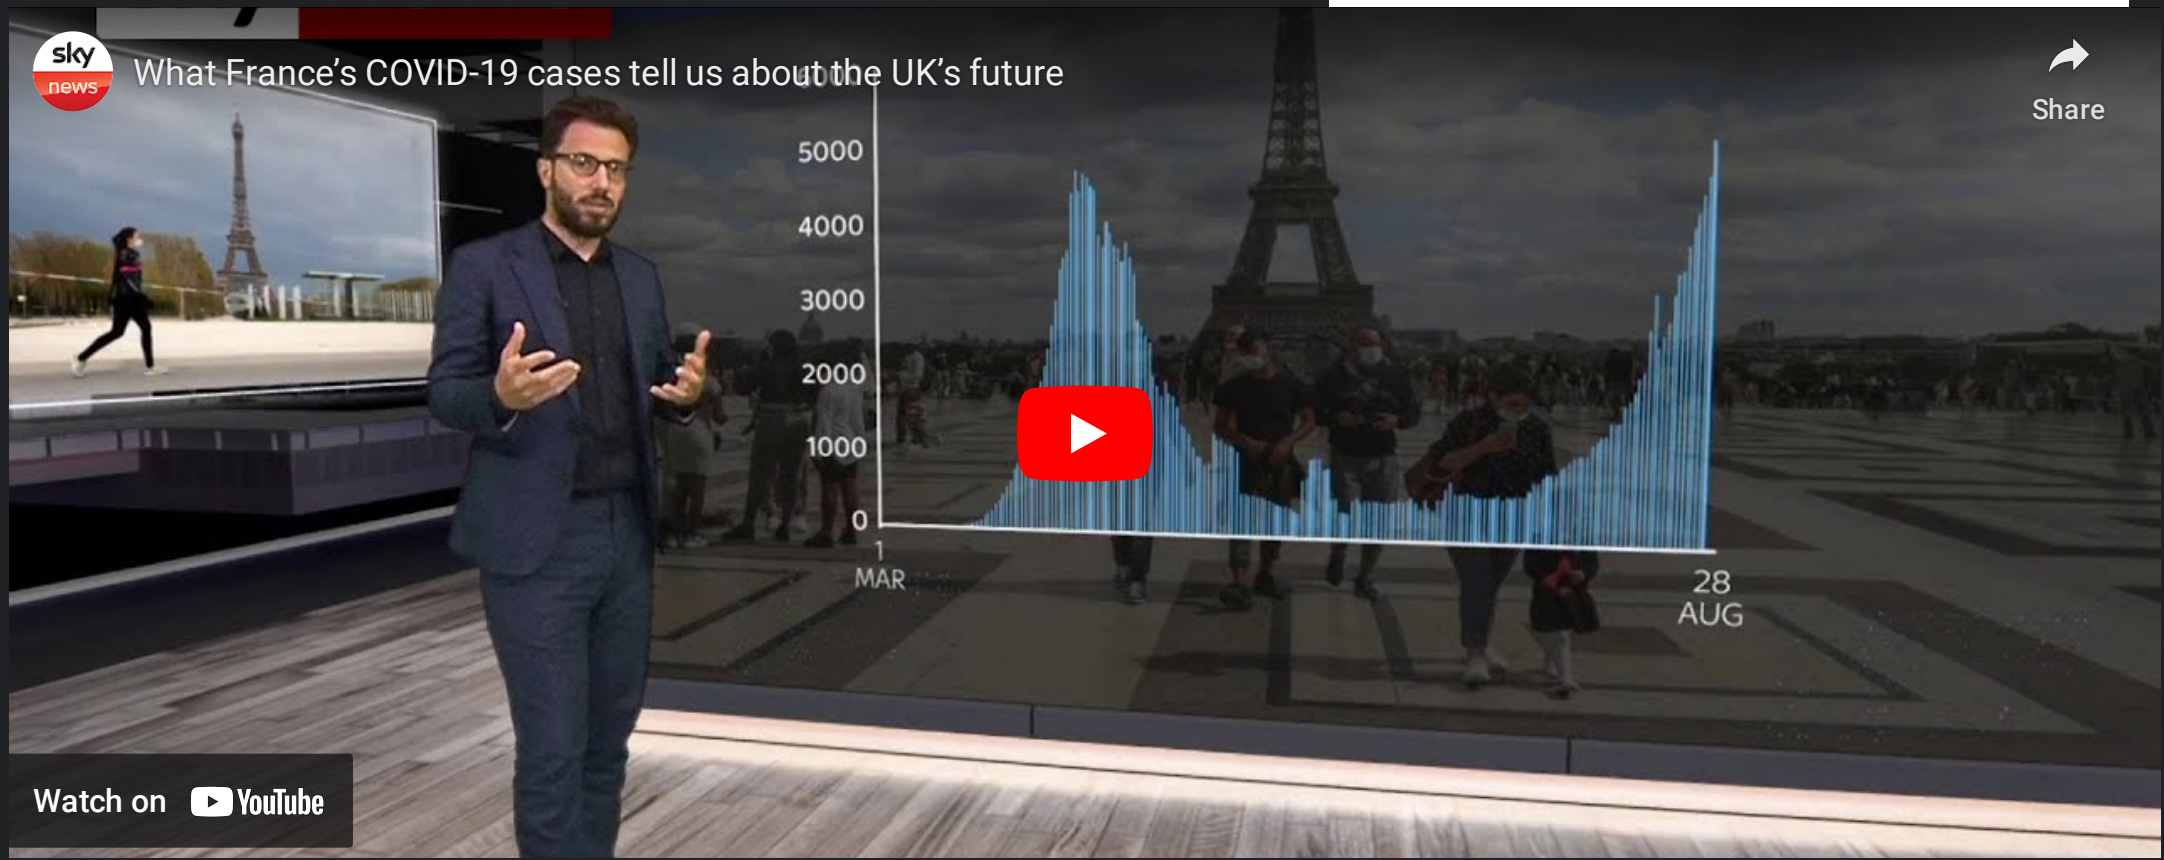 sky
news
What France’s COVID-19 cases tell us about the UK’s future
Share
6000
5000
4000
3000
2000
1000
0
1
MAR
28
AUG
Watch on YouTube